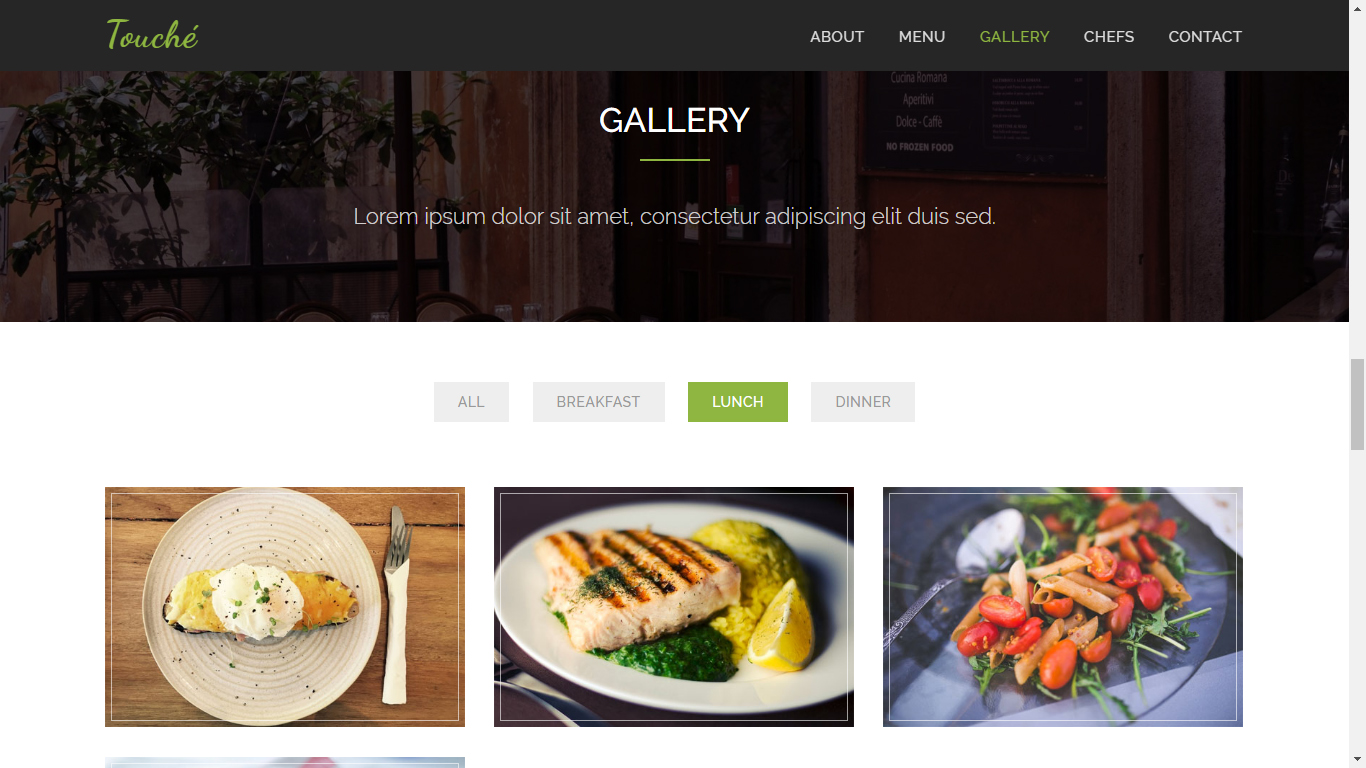 Touché
ABOUT
MENU
GALLERY
CHEFS
CONTACT
Cucina Romana
Aperitivi
Dolce - Caffè
NO FROZEN FOOD
GALLERY
Lorem ipsum dolor sit amet, consectetur adipiscing elit duis sed.
ALL
BREAKFAST
LUNCH
DINNER